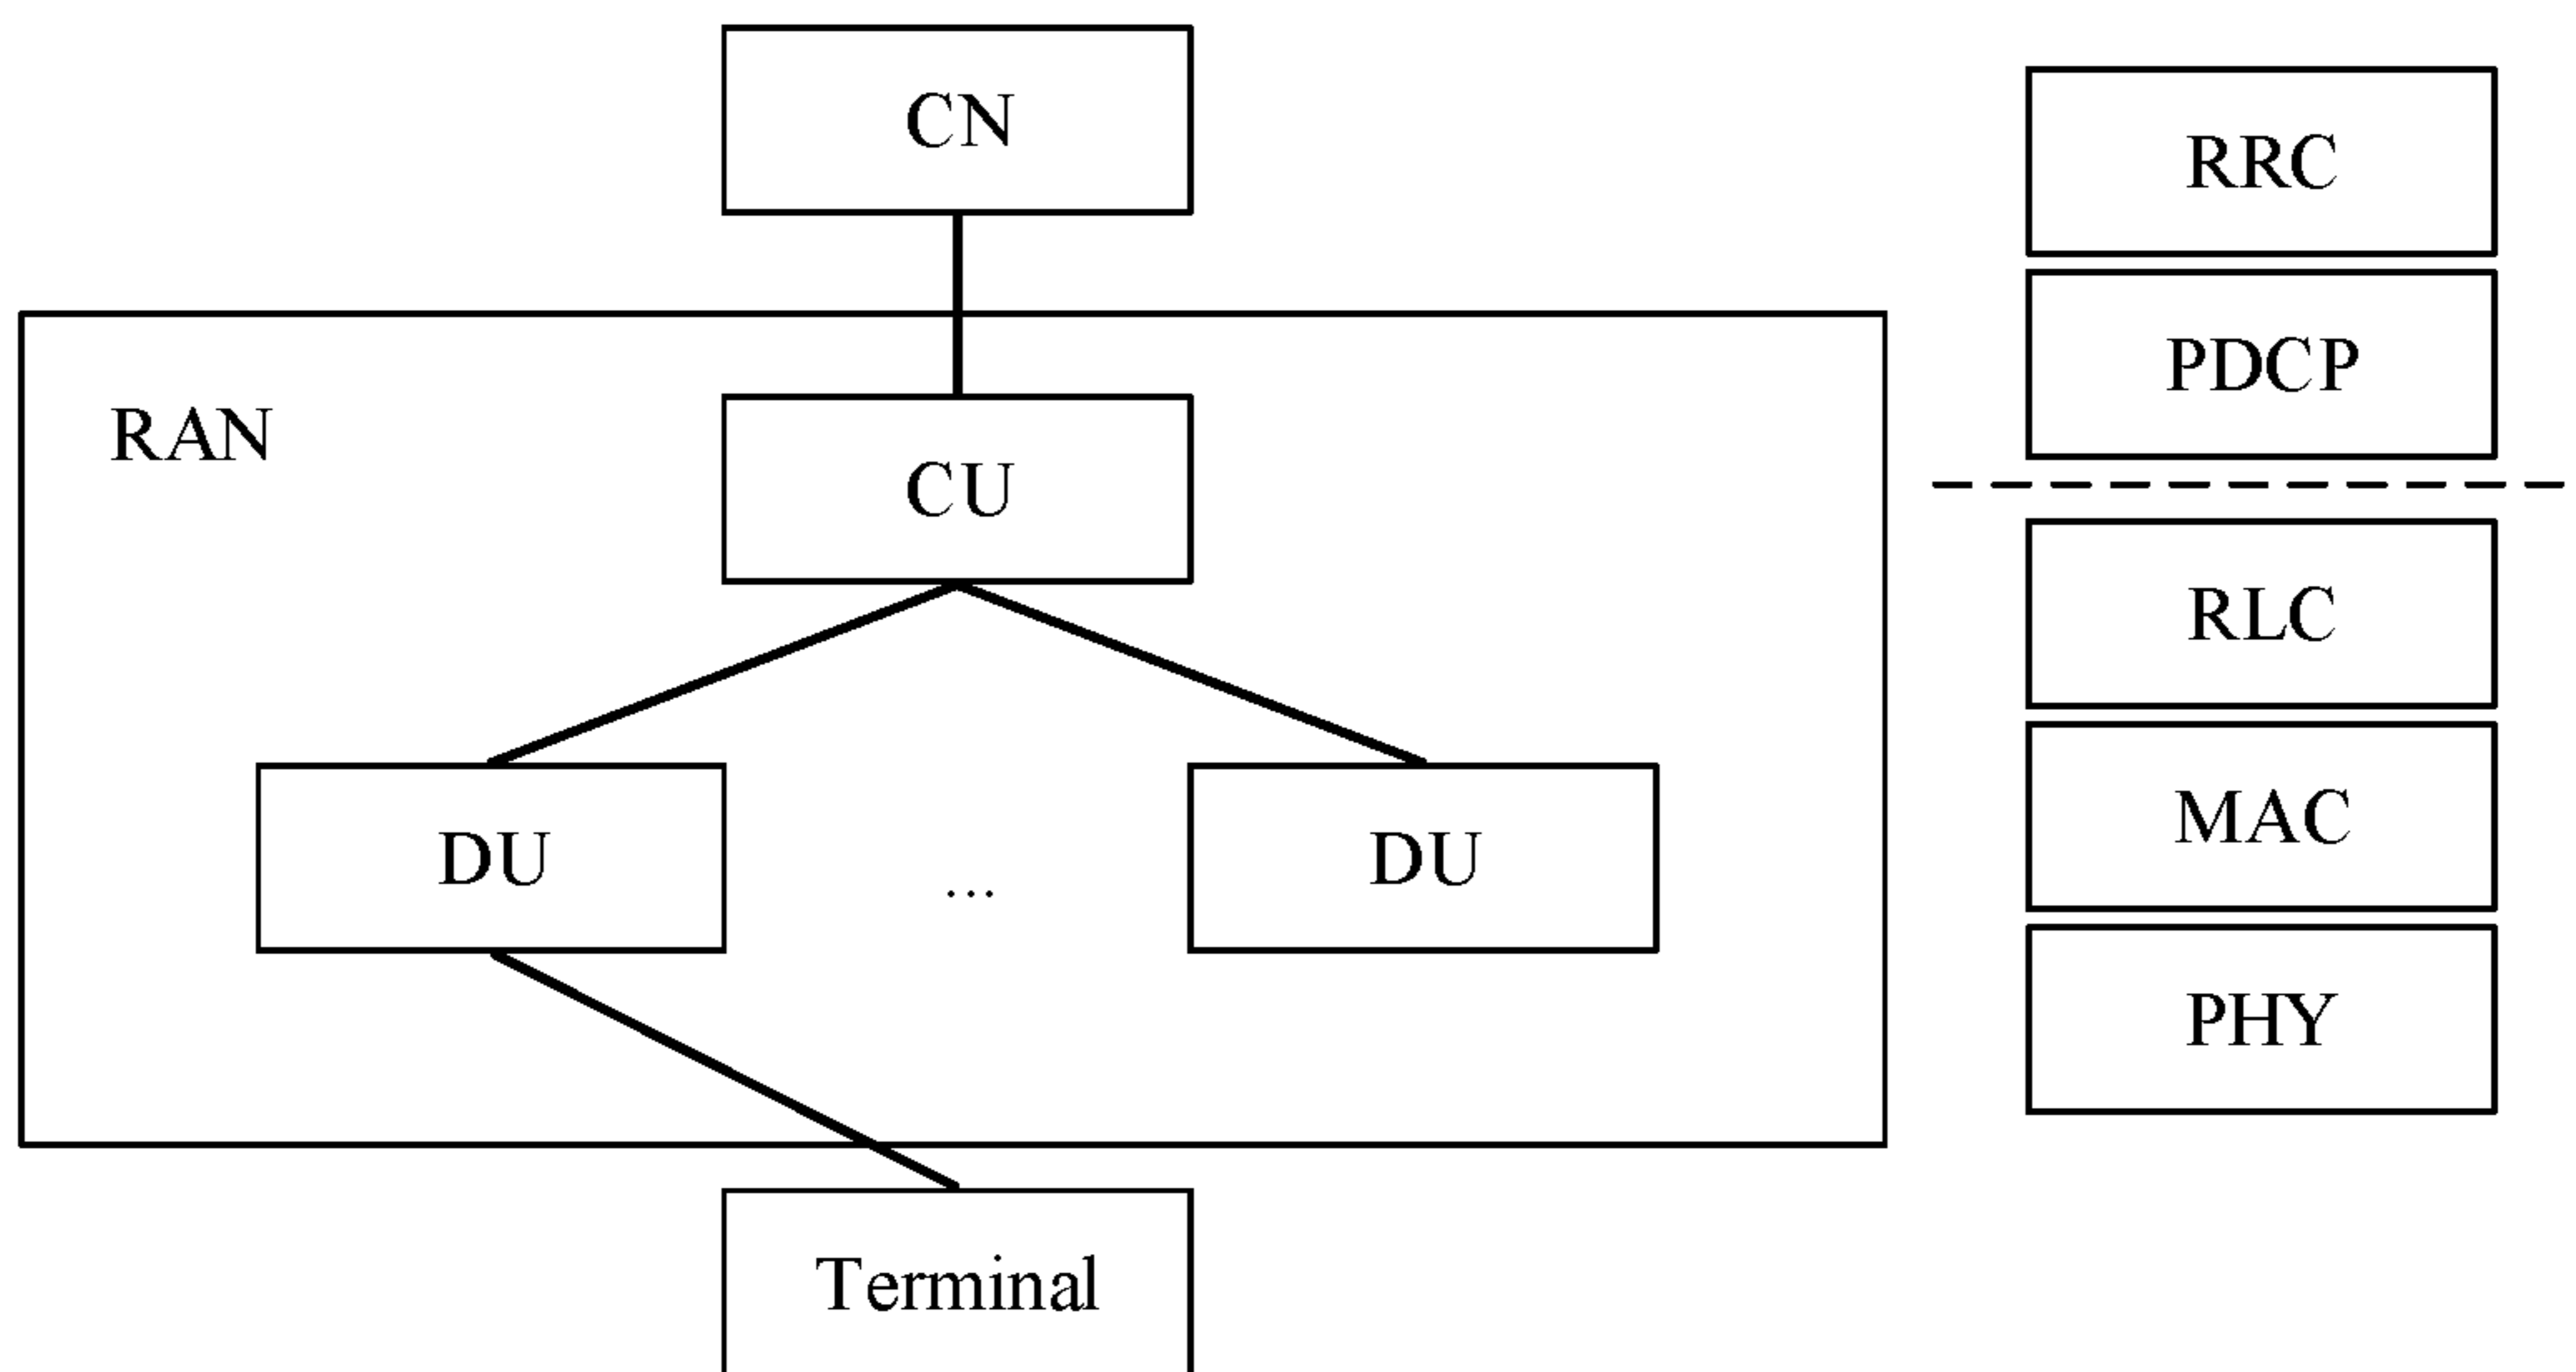 CN
RAN
CU
DU
...
DU
Terminal
RRC
PDCP
RLC
MAC
PHY